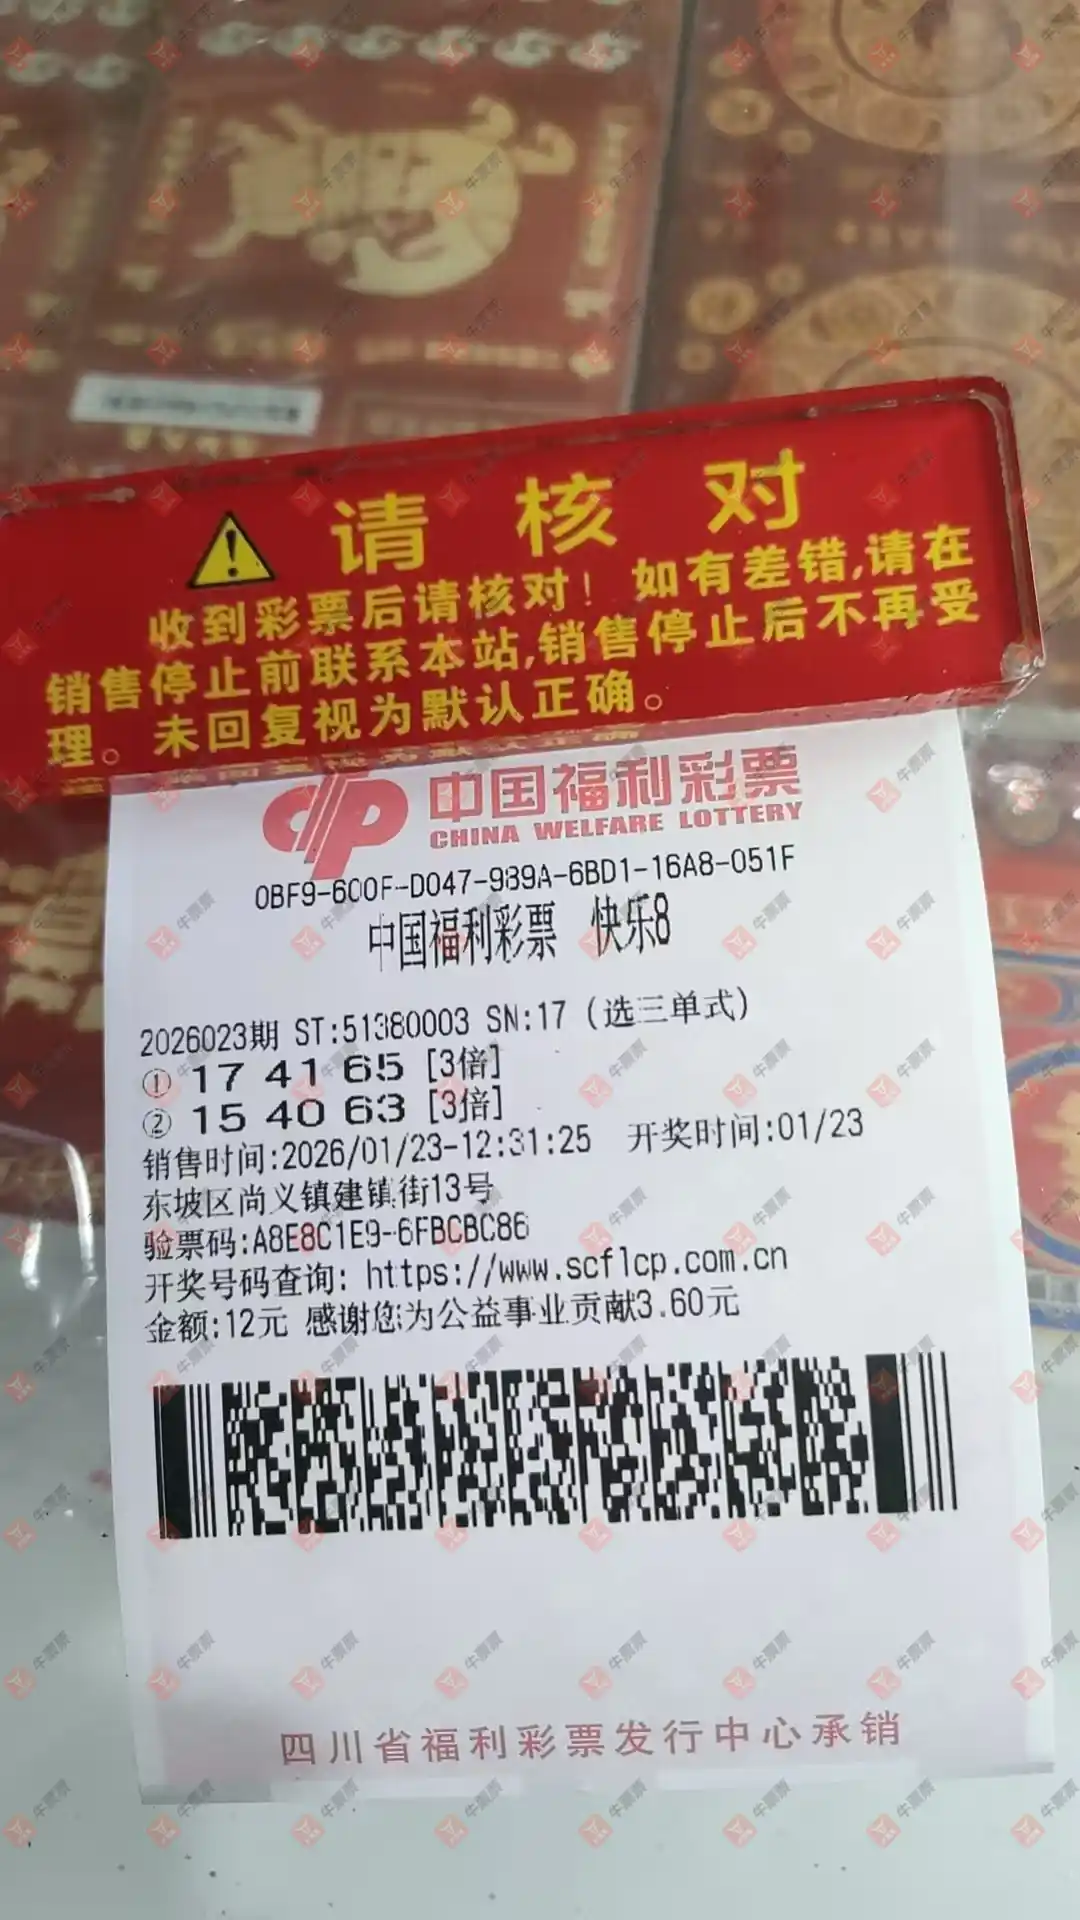 请核对
收到彩票后请核对！如有差错,请在
销售停止前联系本站,销售停止后不再受
理。未回复视为默认正确。
中国福利彩票
CHINA WELFARE LOTTERY
0BF9-600F-D047-989A-6BD1-16A8-051F
中国福利彩票 快乐8
2026023期 ST:51380003 SN:17 (选三单式)
① 17 41 65 [3倍]
② 15 40 63 [3倍]
销售时间:2026/01/23-12:31:25 开奖时间:01/23
东坡区尚义镇建镇街13号
验票码:A8E8C1E9-6FBCBC86
开奖号码查询: https://www.scflcp.com.cn
金额:12元 感谢您为公益事业贡献3.60元
四川省福利彩票发行中心承销
牛票票